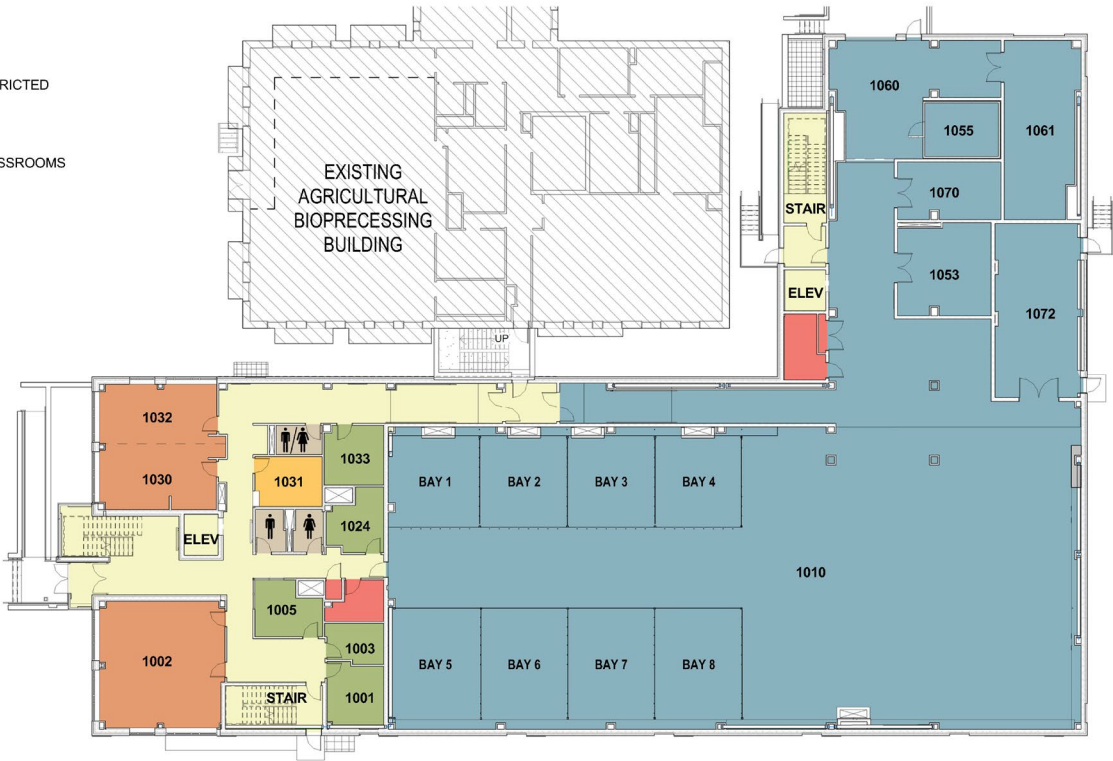 RICTED
SSROOMS
EXISTING
AGRICULTURAL
BIOPRECESSING
BUILDING
UP
STAIR
ELEV
1060
1055
1061
1070
1053
1072
1032
1030
1031
1033
1024
ELEV
1005
1003
1001
1002
STAIR
BAY 1
BAY 2
BAY 3
BAY 4
1010
BAY 5
BAY 6
BAY 7
BAY 8